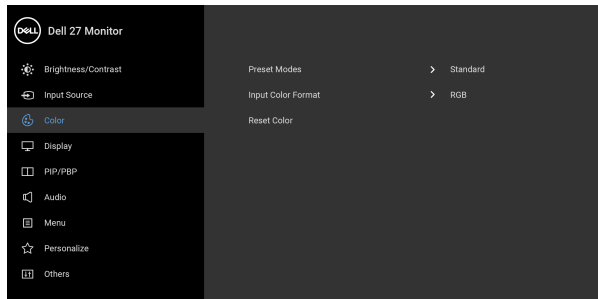 DELL Dell 27 Monitor
Brightness/Contrast
Preset Modes Standard
Input Source
Input Color Format RGB
Color
Reset Color
Display
PIP/PBP
Audio
Menu
Personalize
Others